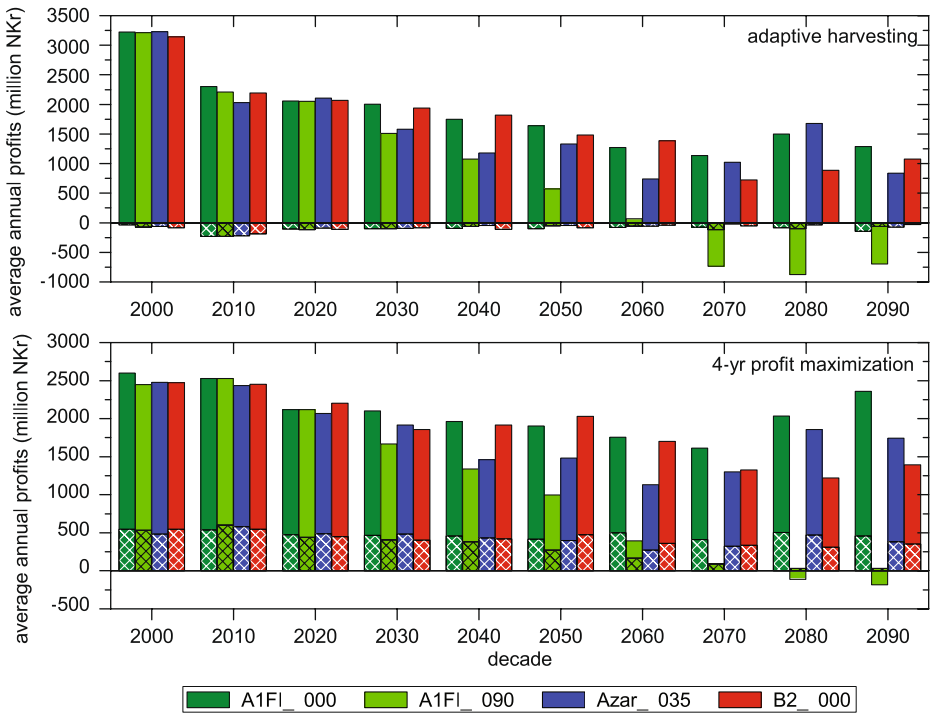 average annual profits (million NKr)
adaptive harvesting
3500
3000
2500
2000
1500
1000
500
0
-500
-1000
2000 2010 2020 2030 2040 2050 2060 2070 2080 2090
average annual profits (million NKr)
4-yr profit maximization
3000
2500
2000
1500
1000
500
0
-500
2000 2010 2020 2030 2040 2050 2060 2070 2080 2090
decade
A1FI_ 000 A1FI_ 090 Azar_ 035 B2_ 000